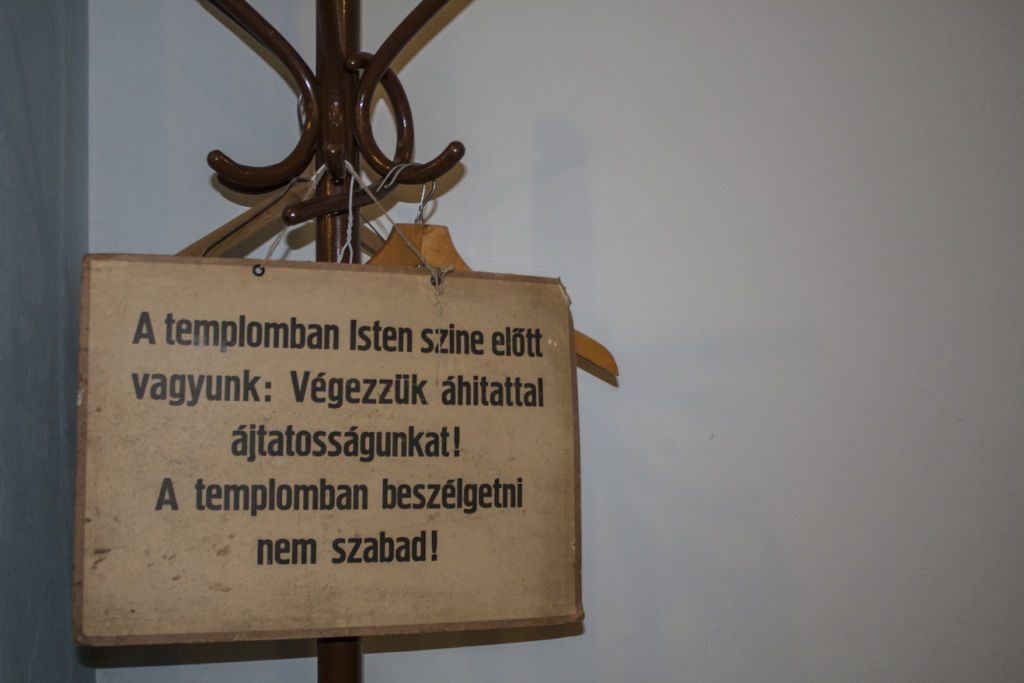 A templomban Isten szine előtt
vagyunk: Végezzük áhitattal
ájtatosságunkat!
A templomban beszélgetni
nem szabad!